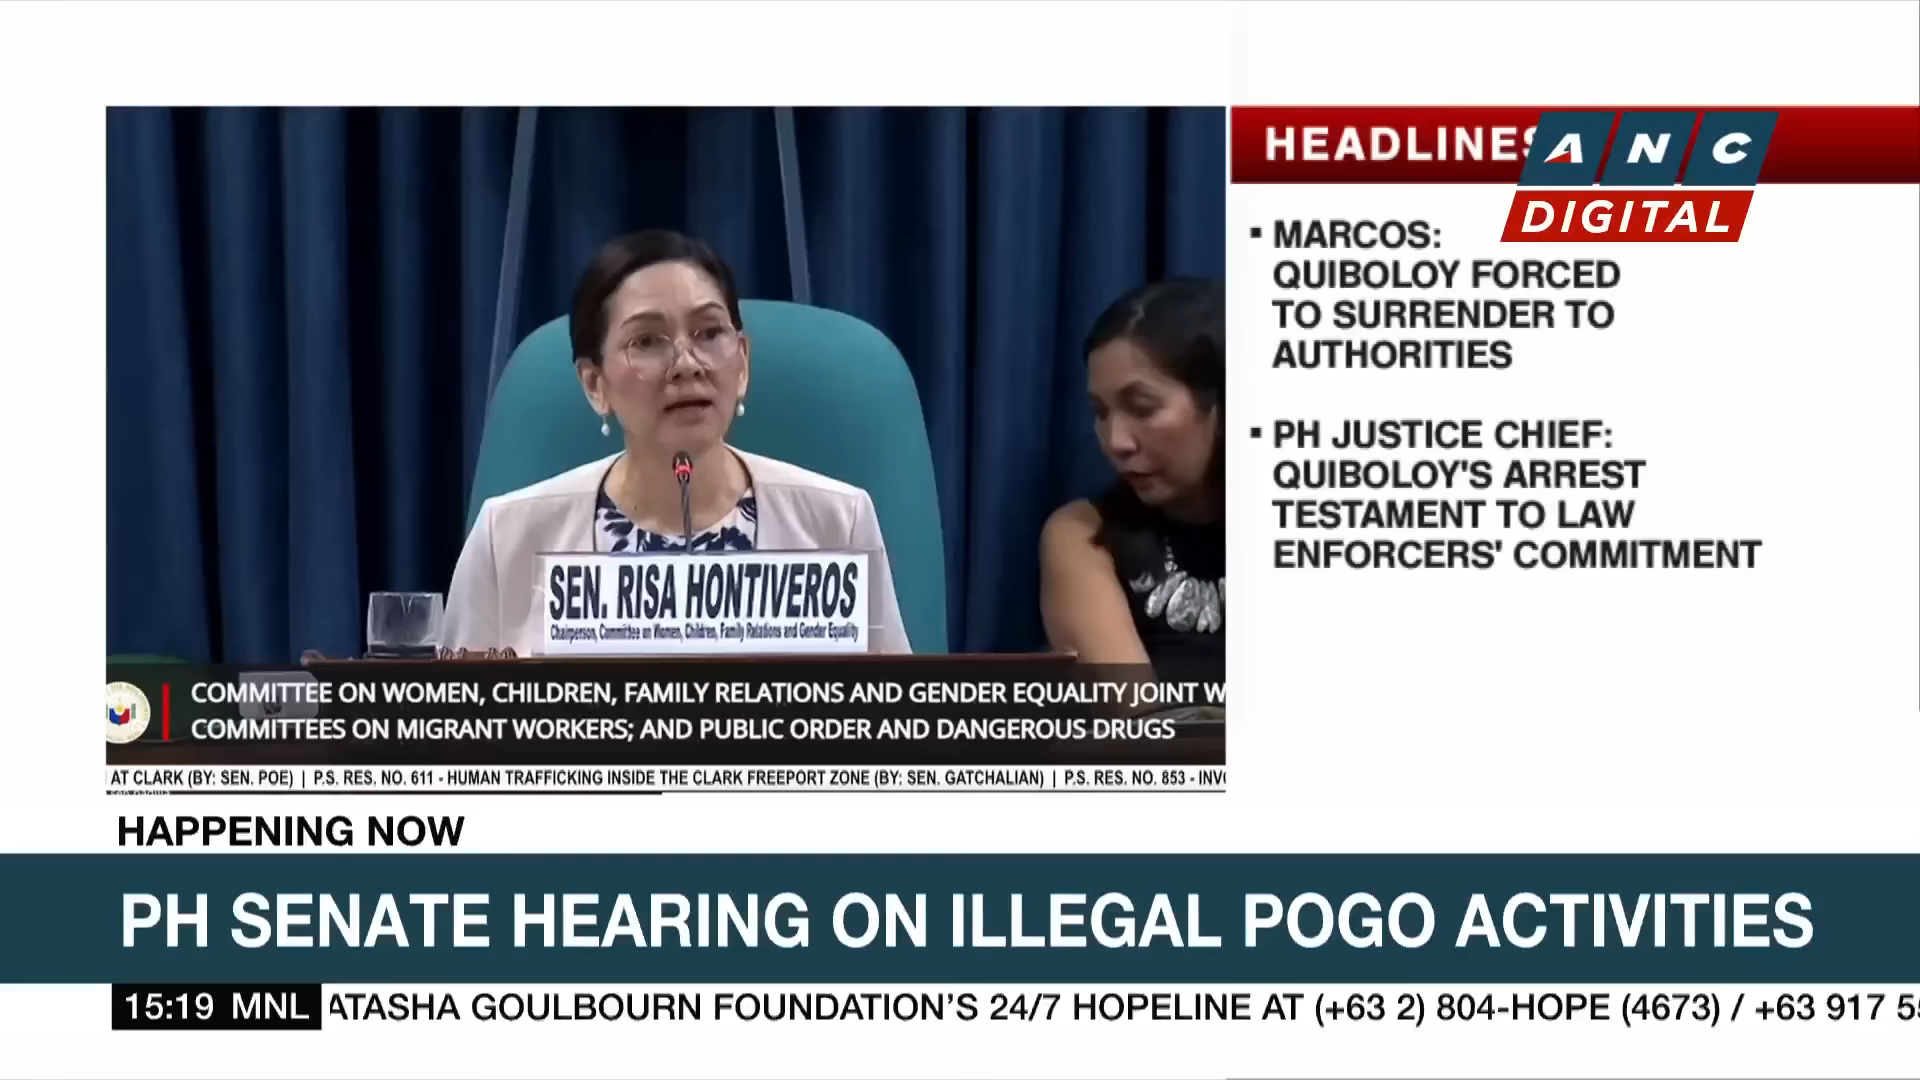 HEADLINES
ANC
DIGITAL
▪ MARCOS:
QUIBOLOY FORCED
TO SURRENDER TO
AUTHORITIES
▪ PH JUSTICE CHIEF:
QUIBOLOY'S ARREST
TESTAMENT TO LAW
ENFORCERS' COMMITMENT
SEN. RISA HONTIVEROS
Chairperson, Committee on Women, Children, Family Relations and Gender Equality
COMMITTEE ON WOMEN, CHILDREN, FAMILY RELATIONS AND GENDER EQUALITY JOINT W
COMMITTEES ON MIGRANT WORKERS; AND PUBLIC ORDER AND DANGEROUS DRUGS
AT CLARK (BY: SEN. POE) | P.S. RES. NO. 611 - HUMAN TRAFFICKING INSIDE THE CLARK FREEPORT ZONE (BY: SEN. GATCHALIAN) | P.S. RES. NO. 853 - INV
HAPPENING NOW
PH SENATE HEARING ON ILLEGAL POGO ACTIVITIES
15:19 MNL
ATASHA GOULBOURN FOUNDATION'S 24/7 HOPELINE AT (+63 2) 804-HOPE (4673) / +63 917 5